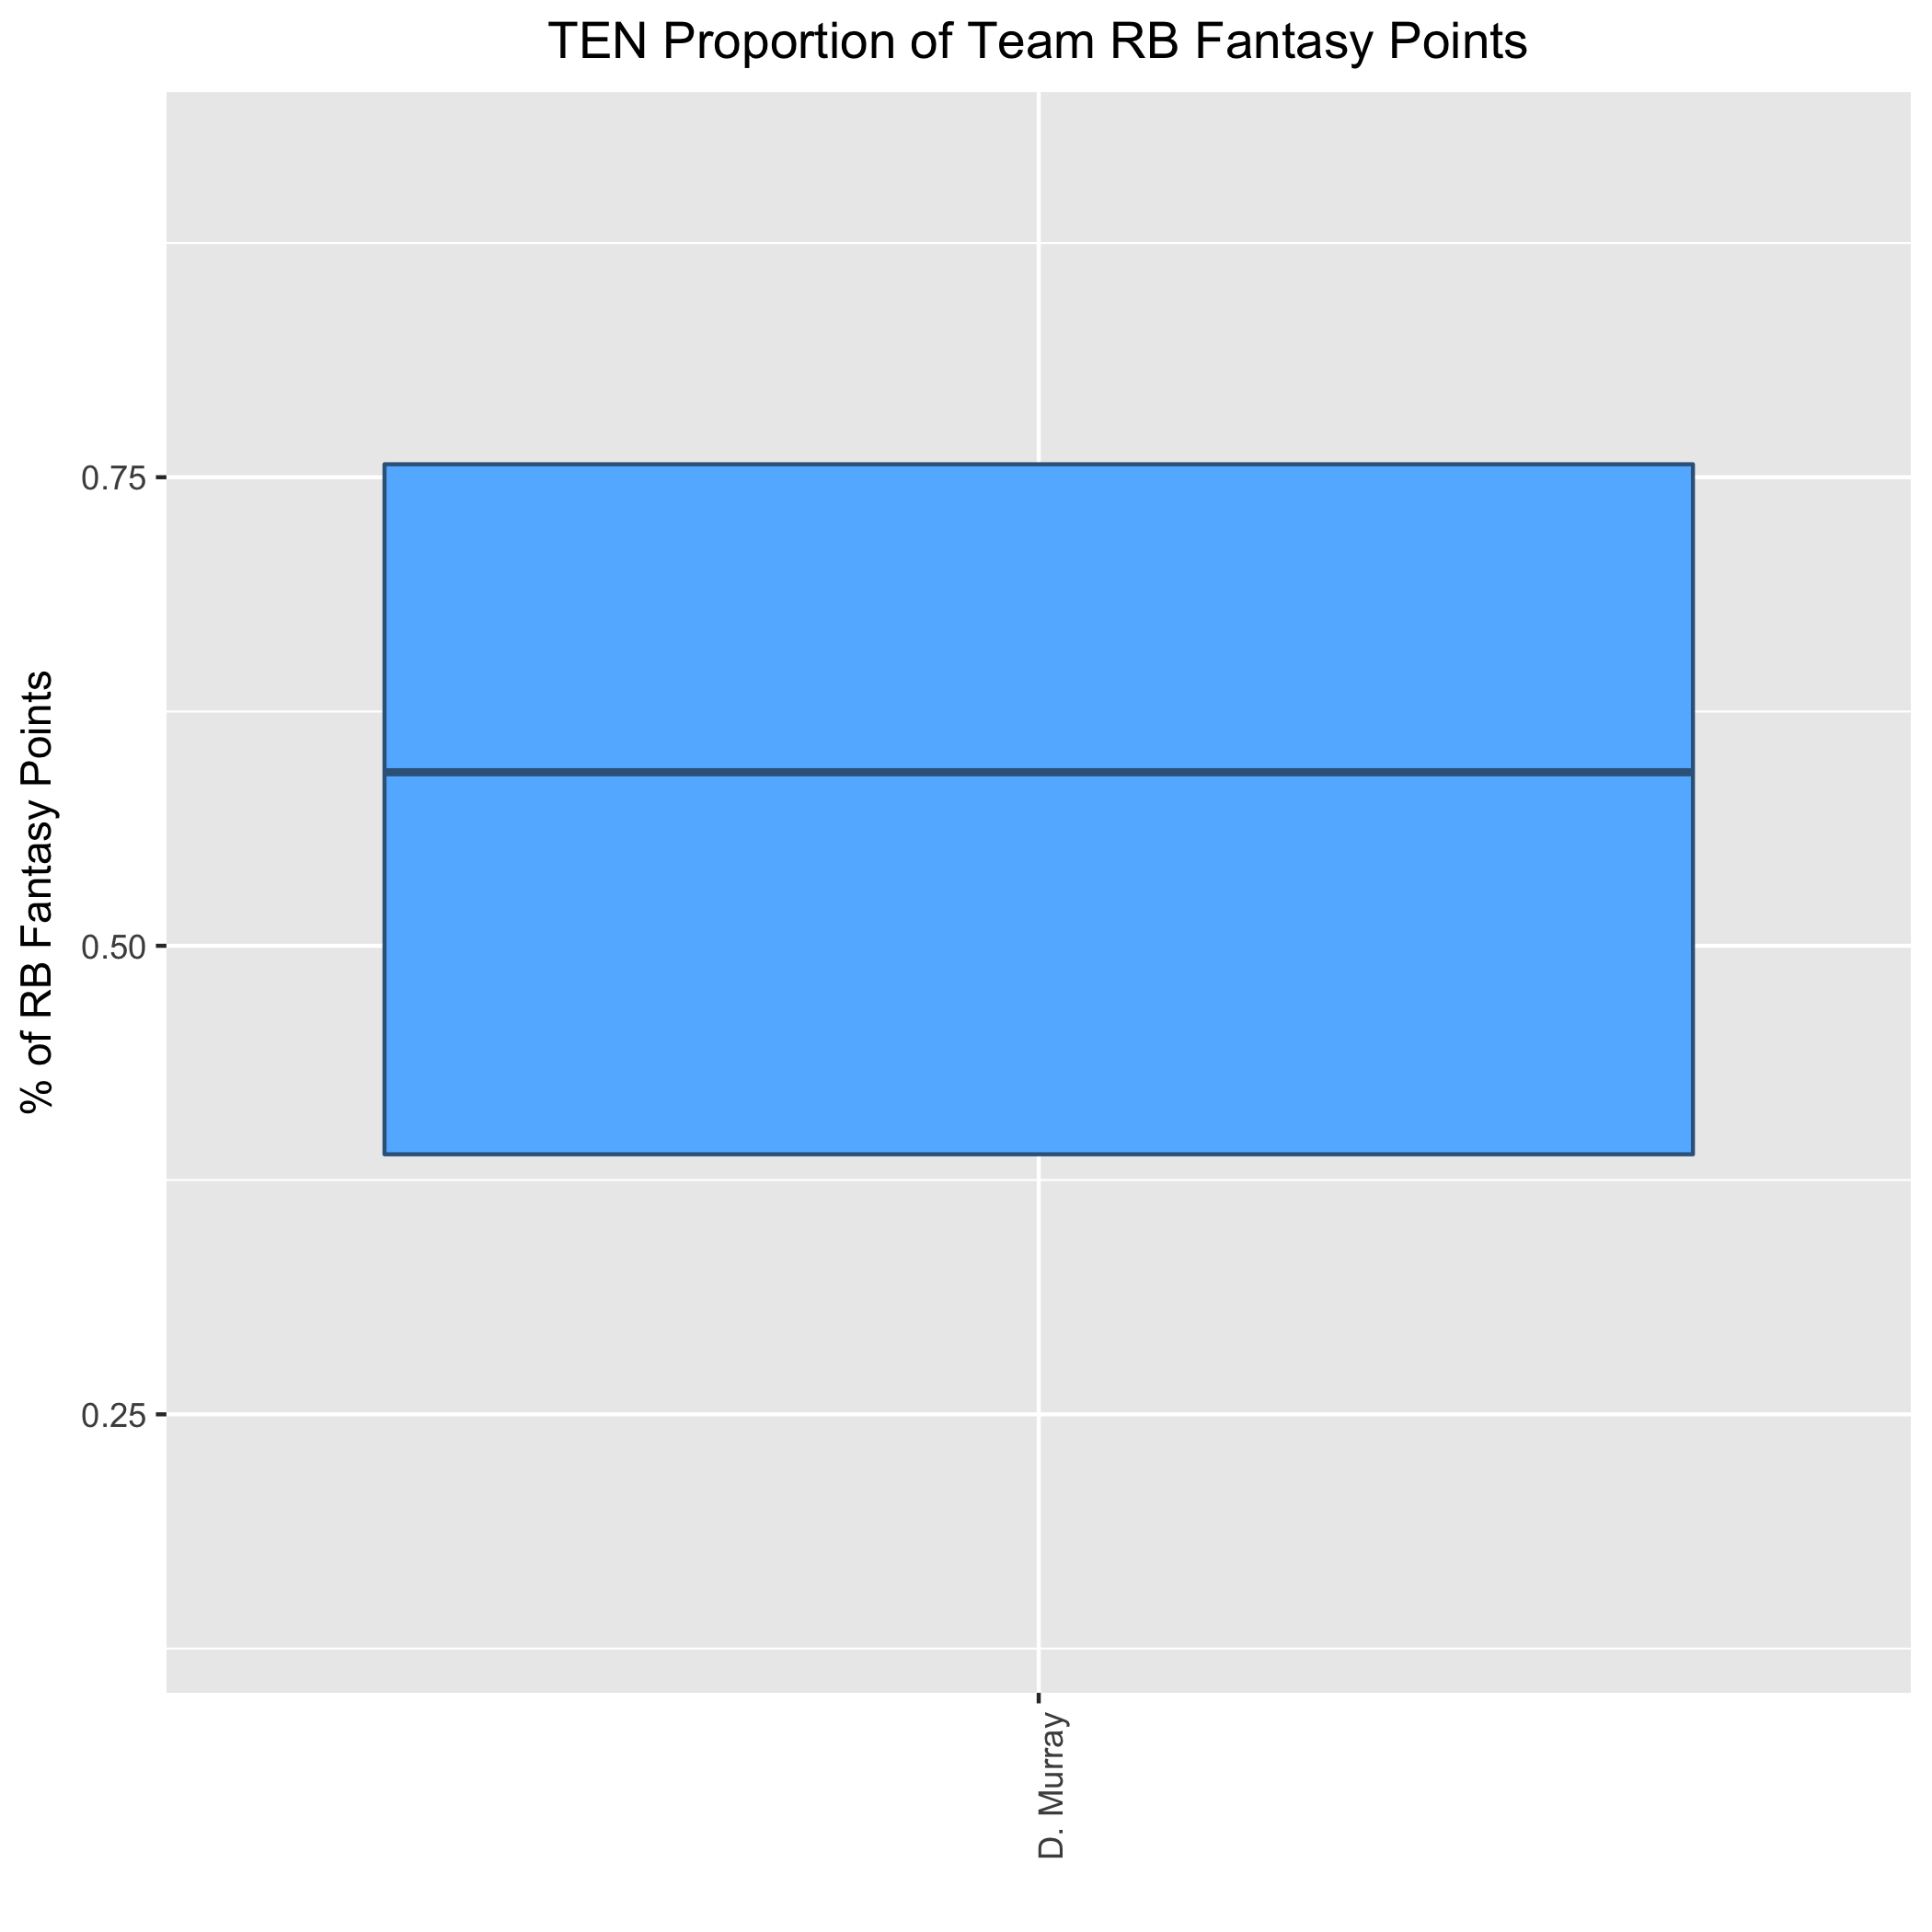 TEN Proportion of Team RB Fantasy Points
% of RB Fantasy Points
0.75
0.50
0.25
D. Murray